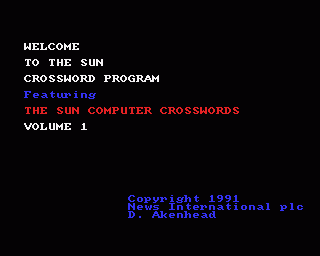 WELCOME
TO THE SUN
CROSSWORD PROGRAM
Featuring
THE SUN COMPUTER CROSSWORDS
VOLUME 1
Copyright 1991
News International plc
D. Akenhead